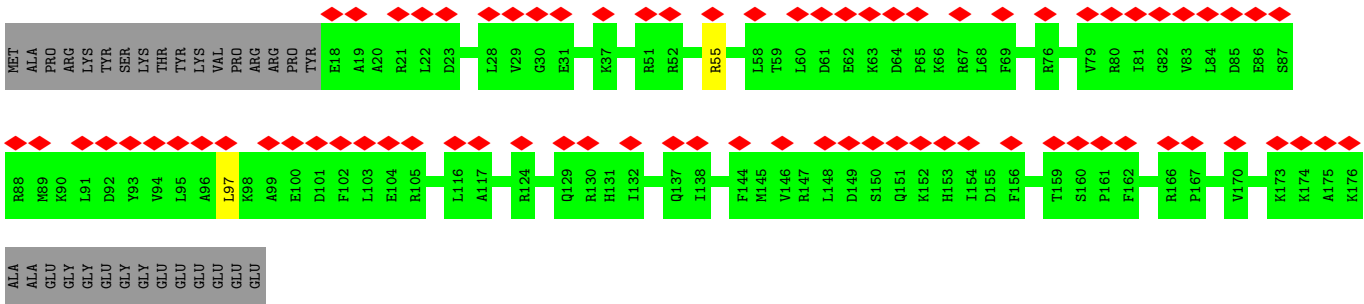 MET ALA PRO ARG LYS TYR SER LYS THR TYR LYS VAL PRO ARG ARG PRO TYR E18 A19 A20 R21 L22 D23 L28 V29 G30 E31 K37 R51 R52 R55 L58 T59 L60 D61 E62 K63 D64 P65 K66 R67 L68 F69 R76 V79 R80 I81 G82 V83 L84 D85 E86 S87
R88 M89 K90 L91 D92 Y93 V94 L95 A96 L97 K98 A99 E100 D101 F102 L103 E104 R105 L116 A117 R124 Q129 R130 H131 I132 Q137 I138 F144 M145 V146 R147 L148 D149 S150 Q151 K152 H153 I154 D155 F156 T159 S160 P161 F162 R166 P167 V170 K173 K174 A175 K176
ALA ALA GLU GLY GLY GLU GLY GLY GLU GLU GLU GLU GLU GLU